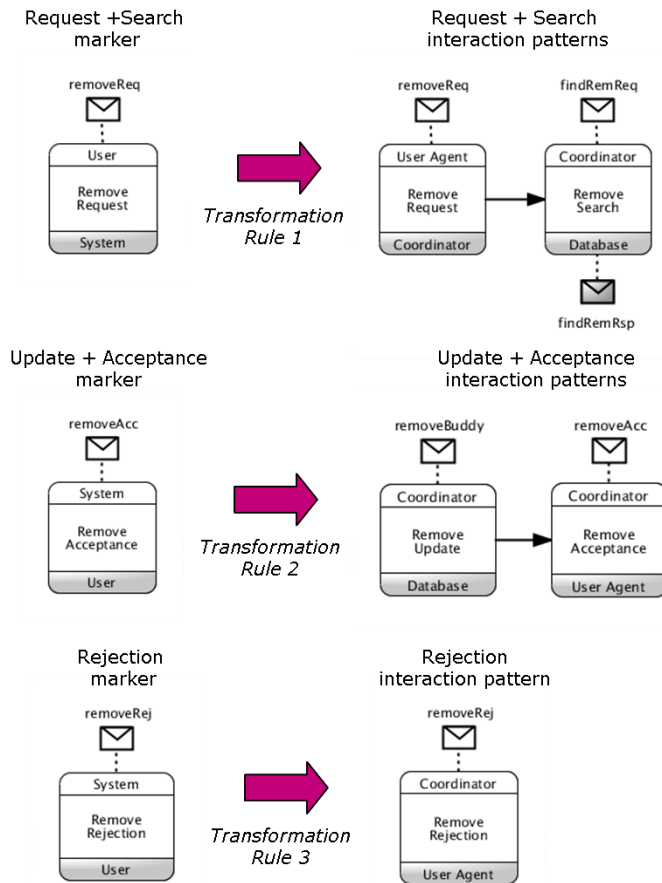 Request +Search
marker
Request + Search
interaction patterns
removeReq
removeReq
findRemReq
User
Remove
Request
System
Transformation
Rule 1
User Agent
Remove
Request
Coordinator
Coordinator
Remove
Search
Database
findRemRsp
Update + Acceptance
marker
Update + Acceptance
interaction patterns
removeAcc
removeBuddy
removeAcc
System
Remove
Acceptance
User
Transformation
Rule 2
Coordinator
Remove
Update
Database
Coordinator
Remove
Acceptance
User Agent
Rejection
marker
Rejection
interaction pattern
removeRej
removeRej
System
Remove
Rejection
User
Transformation
Rule 3
Coordinator
Remove
Rejection
User Agent